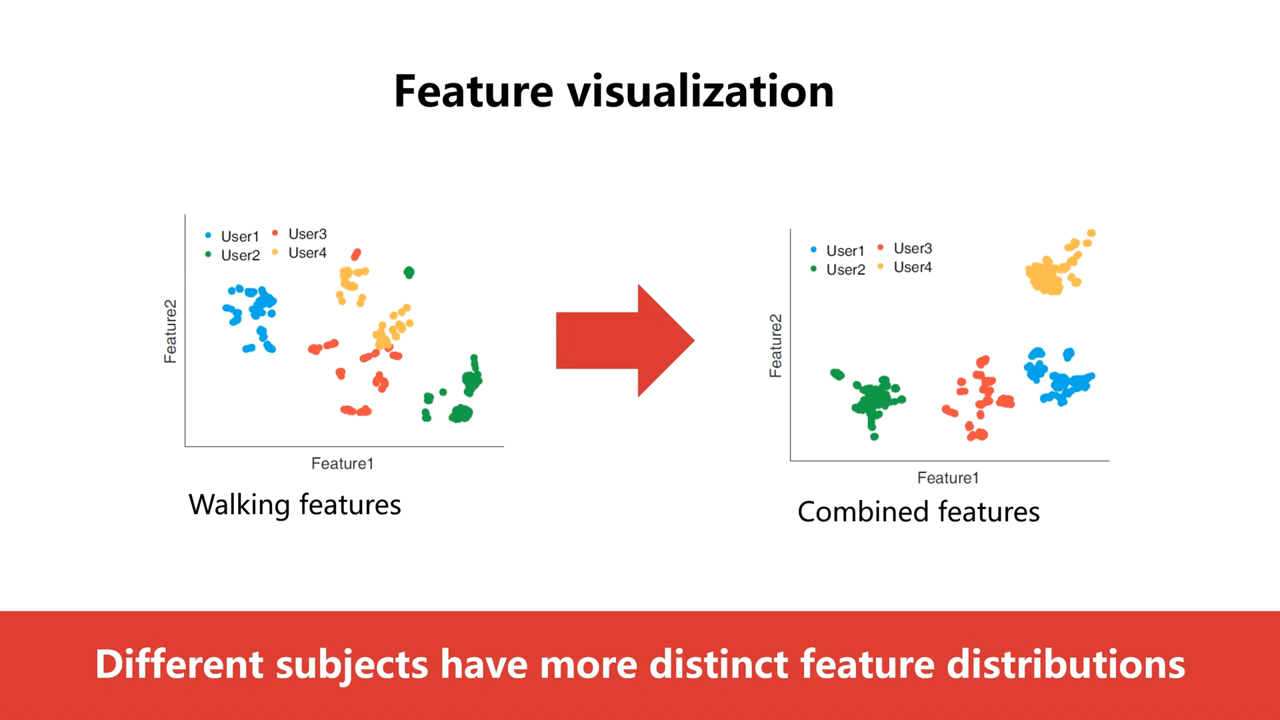 Feature visualization
User1 User3
User2 User4
Feature2
Feature1
Walking features
User1 User3
User2 User4
Feature2
Feature1
Combined features
Different subjects have more distinct feature distributions